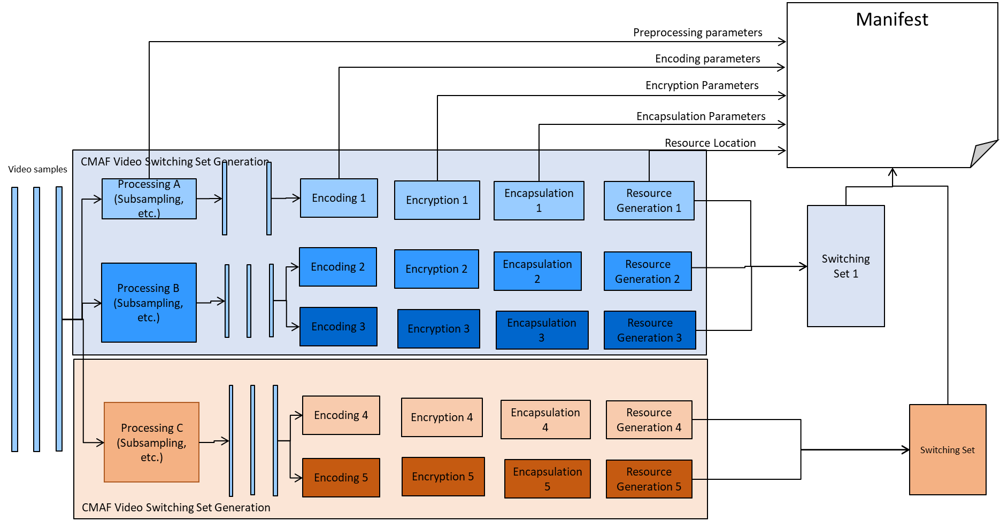 Manifest
Preprocessing parameters
Encoding parameters
Encryption Parameters
Encapsulation Parameters
Resource Location
CMAF Video Switching Set Generation
Video samples
Processing A
(Subsampling,
etc.)
Encoding 1
Encryption 1
Encapsulation
1
Resource
Generation 1
Processing B
(Subsampling,
etc.)
Encoding 2
Encryption 2
Encapsulation
2
Resource
Generation 2
Encoding 3
Encryption 3
Encapsulation
3
Resource
Generation 3
Switching
Set 1
Processing C
(Subsampling,
etc.)
Encoding 4
Encryption 4
Encapsulation
4
Resource
Generation 4
Encoding 5
Encryption 5
Encapsulation
5
Resource
Generation 5
Switching Set
CMAF Video Switching Set Generation